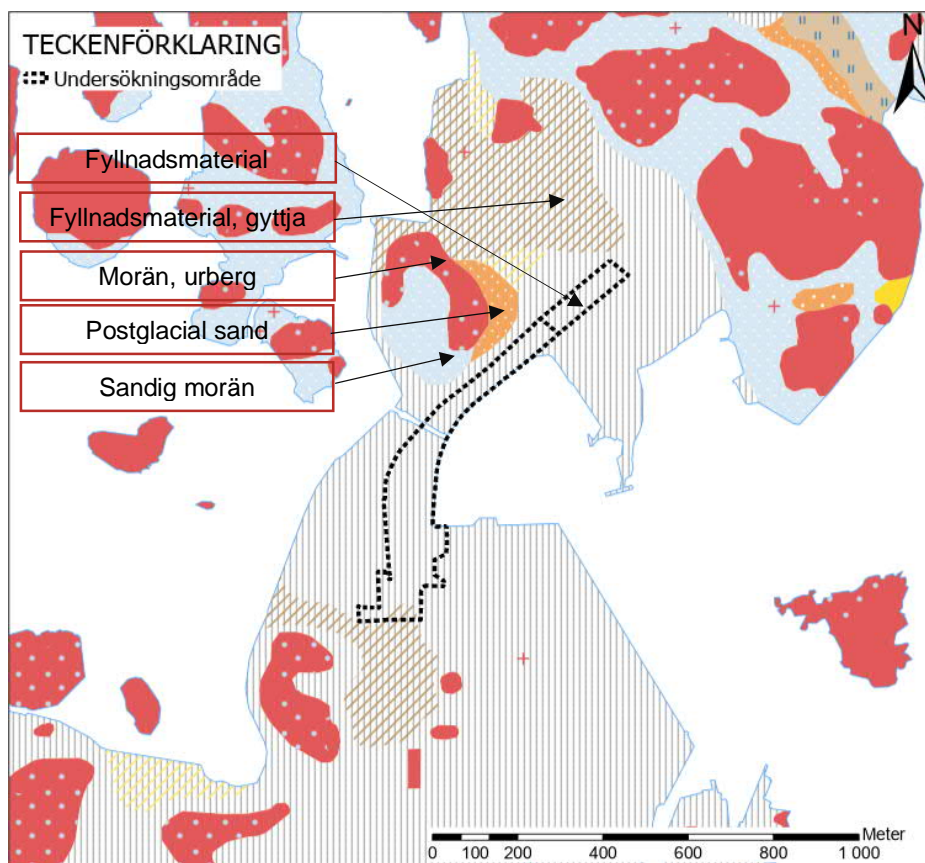 TECKENFÖRKLARING
Undersökningsområde
N
Fyllnadsmaterial
Fyllnadsmaterial, gyttja
Morän, urberg
Postglacial sand
Sandig morän
Meter
0 100 200 400 600 800 1 000